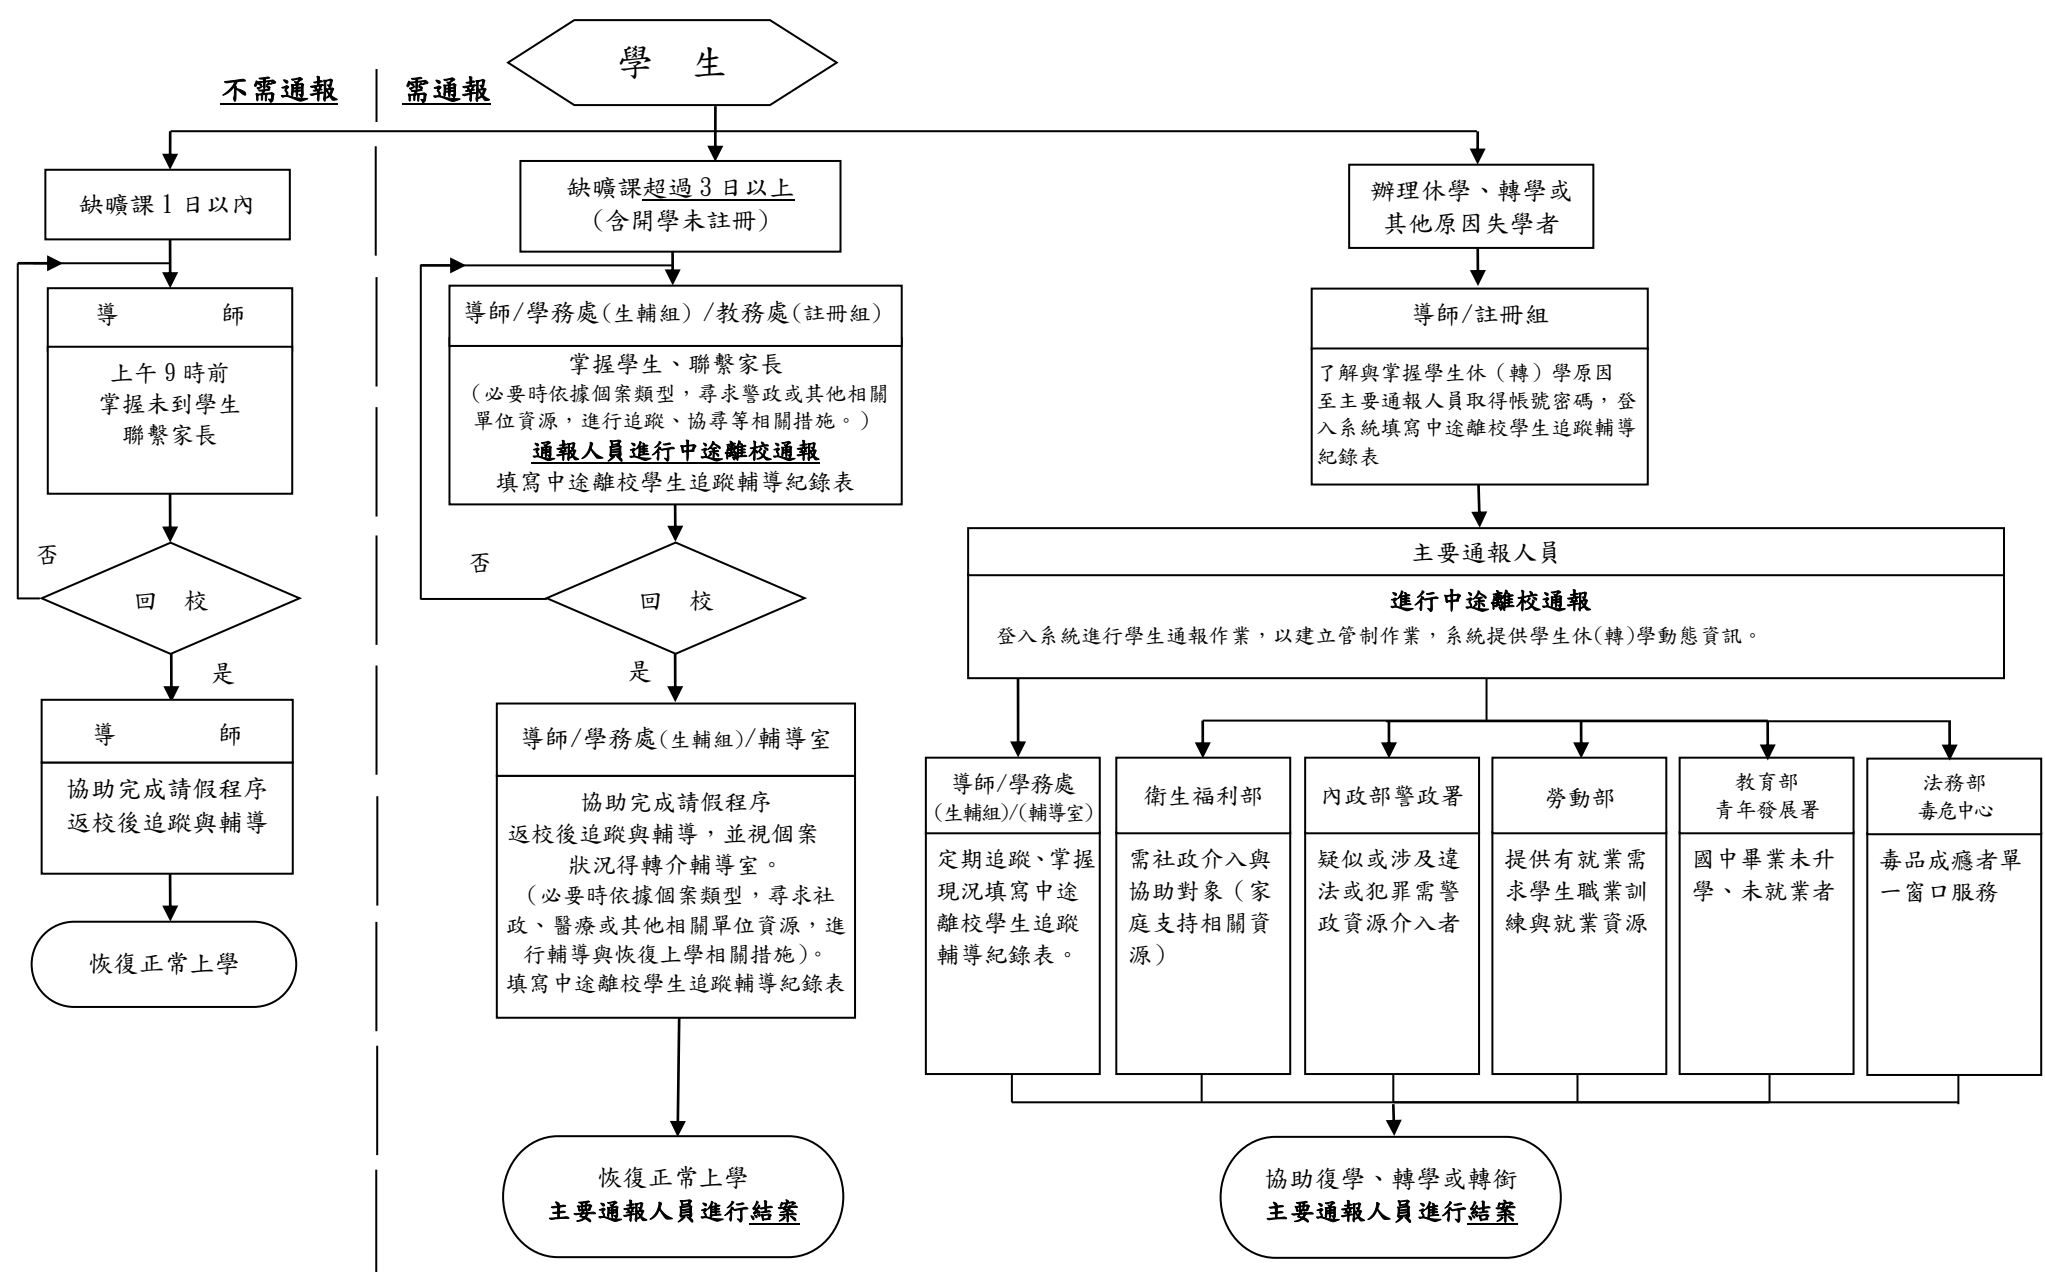 學 生
不需通報
需通報
缺曠課1日以內
導 師
上午9時前
掌握未到學生
聯繫家長
否
回 校
是
導 師
協助完成請假程序
返校後追蹤與輔導
恢復正常上學
缺曠課超過3日以上
(含開學未註冊)
導師/學務處(生輔組)/教務處(註冊組)
掌握學生、聯繫家長
(必要時依據個案類型,尋求警政或其他相關
單位資源,進行追蹤、協尋等相關措施。)
通報人員進行中途離校通報
填寫中途離校學生追蹤輔導紀錄表
否
回 校
是
導師/學務處(生輔組)/輔導室
協助完成請假程序
返校後追蹤與輔導,並視個案
狀況得轉介輔導室。
(必要時依據個案類型,尋求社
政、醫療或其他相關單位資源,進
行輔導與恢復上學相關措施)。
填寫中途離校學生追蹤輔導紀錄表
恢復正常上學
主要通報人員進行結案
辦理休學、轉學或
其他原因失學者
導師/註冊組
了解與掌握學生休(轉)學原因
至主要通報人員取得帳號密碼,登
入系統填寫中途離校學生追蹤輔導
紀錄表
主要通報人員
進行中途離校通報
登入系統進行學生通報作業,以建立管制作業,系統提供學生休(轉)學動態資訊。
導師/學務處
(生輔組)/(輔導室)
定期追蹤、掌握
現況填寫中途
離校學生追蹤
輔導紀錄表。
衛生福利部
需社政介入與
協助對象(家
庭支持相關資
源)
內政部警政署
疑似或涉及違
法或犯罪需警
政資源介入者
勞動部
提供有就業需
求學生職業訓
練與就業資源
教育部
青年發展署
國中畢業未升
學、未就業者
法務部
毒危中心
毒品成癮者單
一窗口服務
協助復學、轉學或轉銜
主要通報人員進行結案